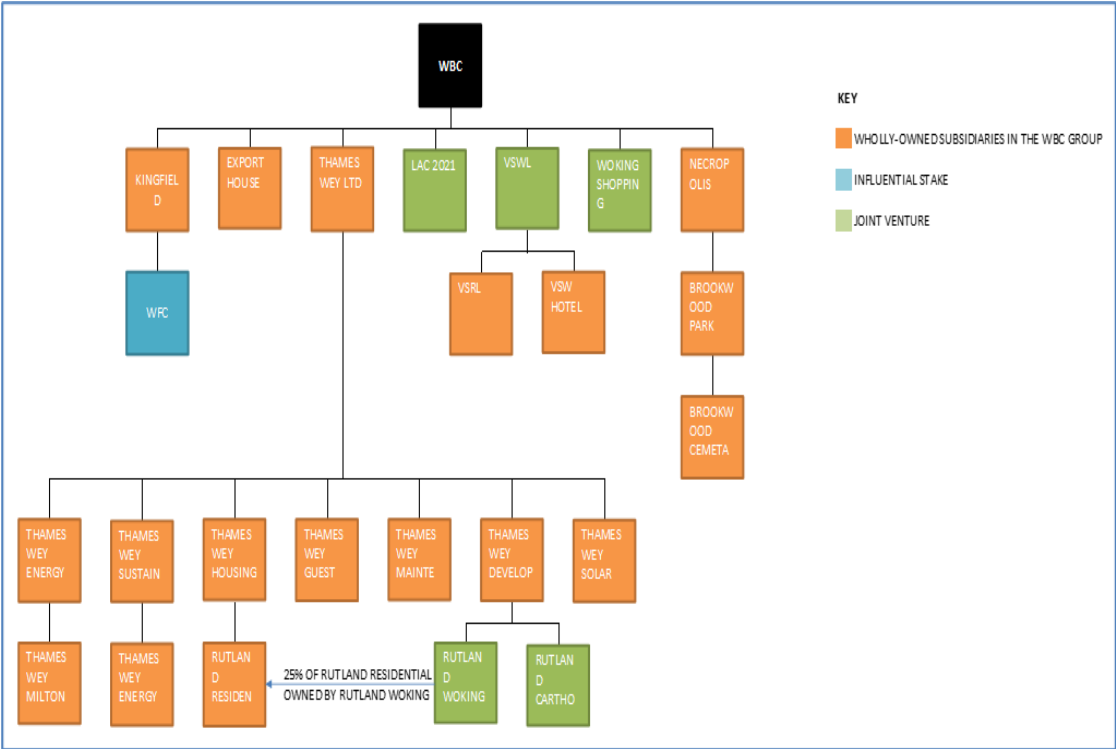 WBC
KEY
WHOLLY-OWNED SUBSIDIARIES IN THE WBC GROUP
INFLUENTIAL STAKE
JOINT VENTURE
KINGFIEL
D
EXPORT
HOUSE
THAMES
WEY LTD
LAC 2021
VSWL
WOKING
SHOPPIN
G
NECROP
OLIS
WFC
VSRL
VSW
HOTEL
BROOKW
OOD
PARK
BROOKW
OOD
CEMETA
THAMES
WEY
ENERGY
THAMES
WEY
SUSTAIN
THAMES
WEY
HOUSING
THAMES
WEY
GUEST
THAMES
WEY
MAINTE
THAMES
WEY
DEVELOP
THAMES
WEY
SOLAR
THAMES
WEY
MILTON
THAMES
WEY
ENERGY
RUTLAN
D
RESIDEN
25% OF RUTLAND RESIDENTIAL
OWNED BY RUTLAND WOKING
RUTLAN
D
WOKING
RUTLAN
D
CARTHO